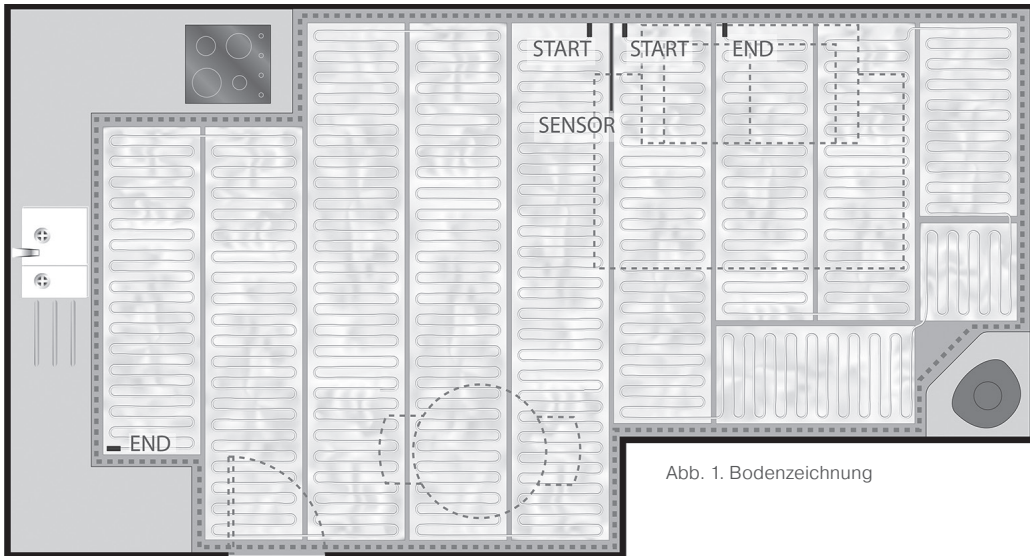 START
START
END
SENSOR
END
Abb. 1. Bodenzeichnung